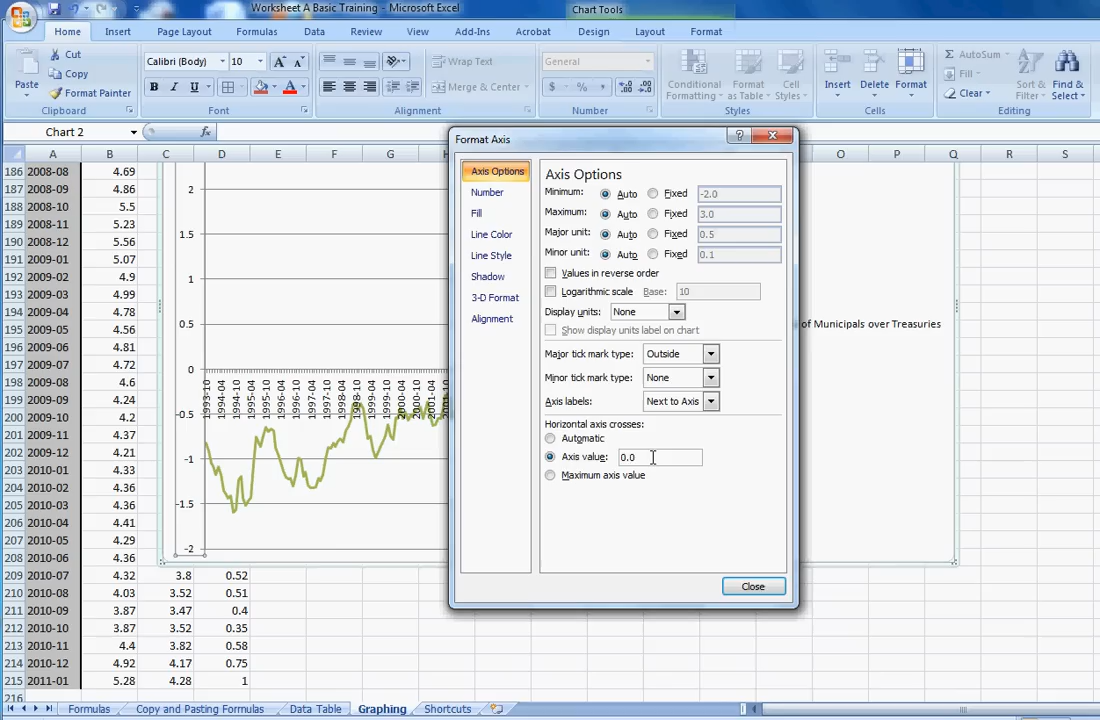 Worksheet A Basic Training - Microsoft Excel
Chart Tools
Home Insert Page Layout Formulas Data Review View Add-Ins Acrobat Design Layout Format
Paste
Cut
Copy
Format Painter
Clipboard
Calibri (Body) 10
B I U
Font
Wrap Text
Merge & Center
Alignment
General
$ % ,
Number
Conditional Formatting
Format as Table
Cell Styles
Styles
Insert Delete Format
Cells
AutoSum
Fill
Clear
Sort & Filter
Find & Select
Editing
Chart 2
fx
A B C D E F G H O P Q R S
186 2008-08 4.69
187 2008-09 4.86
188 2008-10 5.5
189 2008-11 5.23
190 2008-12 5.56
191 2009-01 5.07
192 2009-02 4.9
193 2009-03 4.99
194 2009-04 4.78
195 2009-05 4.56
196 2009-06 4.81
197 2009-07 4.72
198 2009-08 4.6
199 2009-09 4.24
200 2009-10 4.2
201 2009-11 4.37
202 2009-12 4.21
203 2010-01 4.33
204 2010-02 4.36
205 2010-03 4.36
206 2010-04 4.41
207 2010-05 4.29
208 2010-06 4.36
209 2010-07 4.32 3.8 0.52
210 2010-08 4.03 3.52 0.51
211 2010-09 3.87 3.47 0.4
212 2010-10 3.87 3.52 0.35
213 2010-11 4.4 3.82 0.58
214 2010-12 4.92 4.17 0.75
215 2011-01 5.28 4.28 1
216
2
1.5
1
0.5
0
-0.5
-1
-1.5
-2
1993-10 1994-04 1994-10 1995-04 1995-10 1996-04 1996-10 1997-04 1997-10 1998-04 1998-10 1999-04 1999-10 2000-04 2000-10 2001-04
of Municipals over Treasuries
Format Axis
Axis Options
Number
Fill
Line Color
Line Style
Shadow
3-D Format
Alignment
Axis Options
Minimum: Auto Fixed -2.0
Maximum: Auto Fixed 3.0
Major unit: Auto Fixed 0.5
Minor unit: Auto Fixed 0.1
Values in reverse order
Logarithmic scale Base: 10
Display units: None
Show display units label on chart
Major tick mark type: Outside
Minor tick mark type: None
Axis labels: Next to Axis
Horizontal axis crosses:
Automatic
Axis value: 0.0
Maximum axis value
Close
Formulas Copy and Pasting Formulas Data Table Graphing Shortcuts